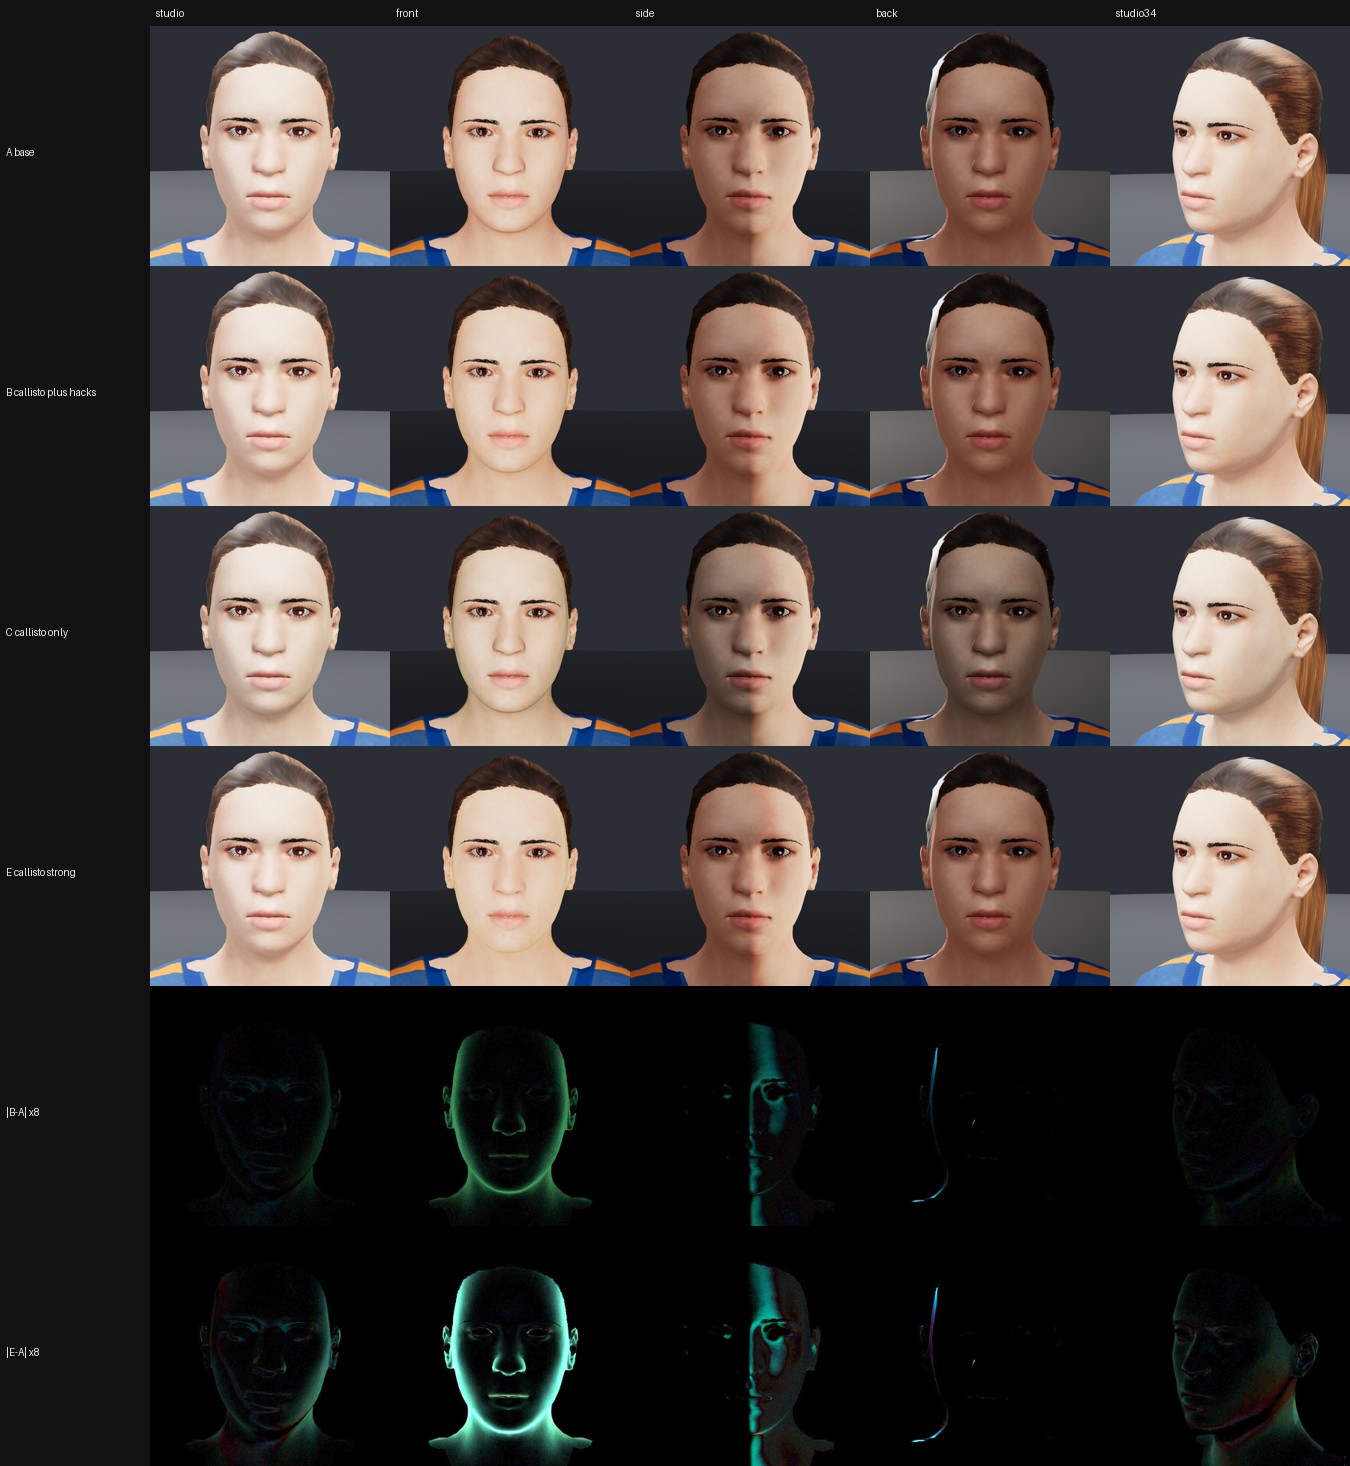 studio front side back studio34
A base
B callisto plus hacks
C callisto only
E callisto strong
|B-A| x8
|E-A| x8